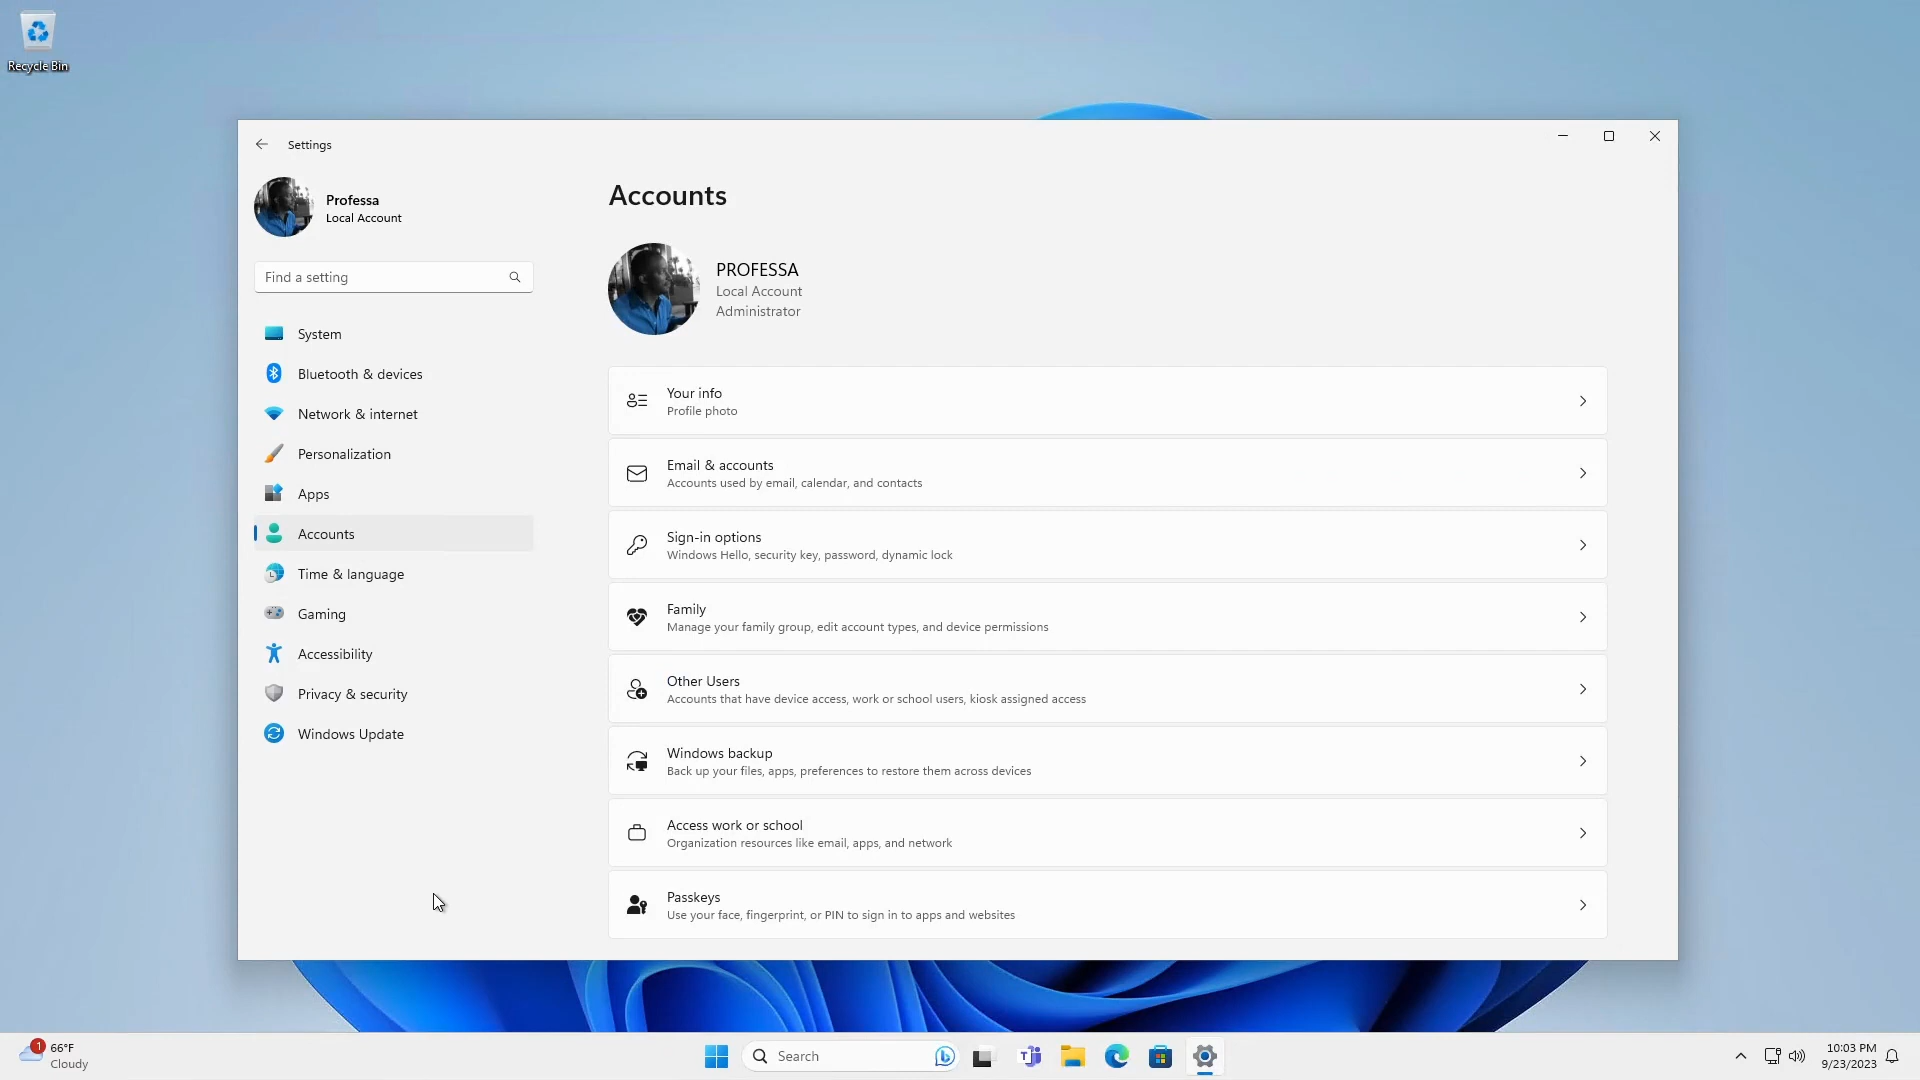 Recycle Bin
Settings
Professa
Local Account
Find a setting
System
Bluetooth & devices
Network & internet
Personalization
Apps
Accounts
Time & language
Gaming
Accessibility
Privacy & security
Windows Update
Accounts
PROFESSA
Local Account
Administrator
Your info
Profile photo
Email & accounts
Accounts used by email, calendar, and contacts
Sign-in options
Windows Hello, security key, password, dynamic lock
Family
Manage your family group, edit account types, and device permissions
Other Users
Accounts that have device access, work or school users, kiosk assigned access
Windows backup
Back up your files, apps, preferences to restore them across devices
Access work or school
Organization resources like email, apps, and network
Passkeys
Use your face, fingerprint, or PIN to sign in to apps and websites
1
66°F
Cloudy
Search
10:03 PM
9/23/2023